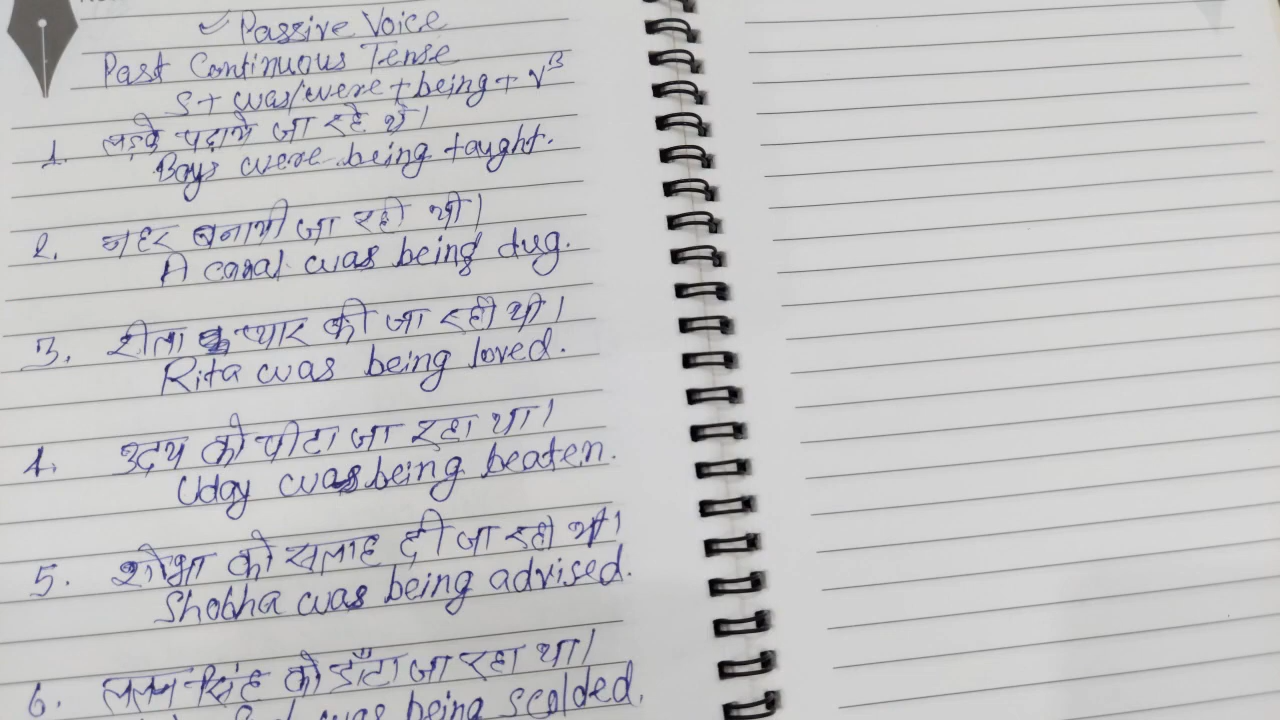 ✓ Passive Voice
Past Continuous Tense
S + was/were + being + V3
1. लड़के पढ़ाये जा रहे थे।
Boys were being taught.
2. नहर बनायी जा रही थी।
A canal was being dug.
3. रीता प्यार की जा रही थी।
Rita was being loved.
4. उदय को पीटा जा रहा था।
Uday was being beaten.
5. शोभा को सलाह दी जा रही थी।
Shobha was being advised.
6. ललन सिंह को डाँटा जा रहा था।
was being scolded.